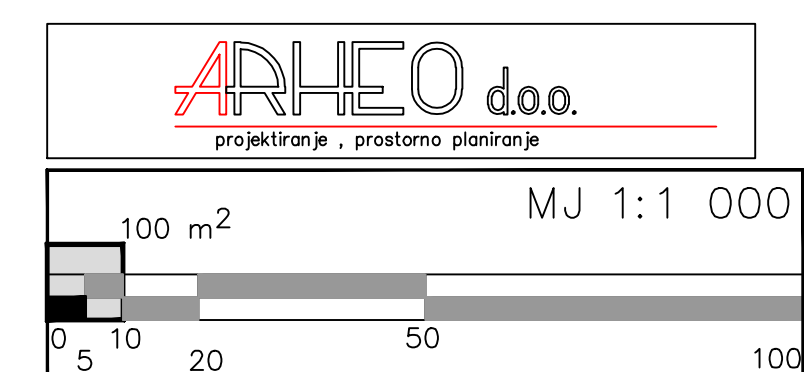 ARHEO d.o.o.
projektiranje , prostorno planiranje
MJ 1:1 000
100 m²
0 10 50
5 20 100